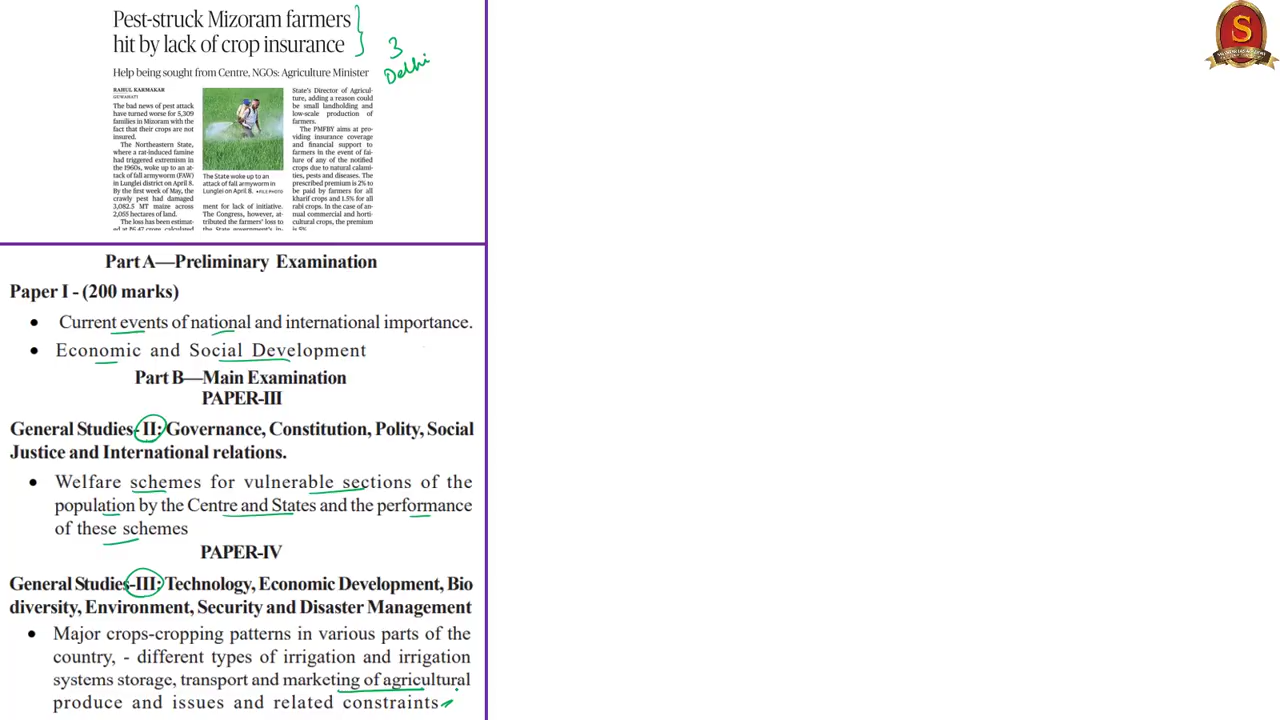 Pest-struck Mizoram farmers
hit by lack of crop insurance
3
Delhi
Help being sought from Centre, NGOs: Agriculture Minister
RAHUL KARMAKAR
GUWAHATI
The bad news of pest attack
have turned worse for 5,309
families in Mizoram with the
fact that their crops are not
insured.
The Northeastern State,
where a rat-induced famine
had triggered extremism in
the 1960s, woke up to an at-
tack of fall armyworm (FAW)
in Lunglei district on April 8.
By the first week of May, the
crawly pest had damaged
3,082.5 MT maize across
2,055 hectares of land.
The loss has been estimat-
ed at ₹6.47 crore, calculated
The State woke up to an
attack of fall armyworm in
Lunglei on April 8. •FILE PHOTO
ment for lack of initiative.
The Congress, however, at-
tributed the farmers' loss to
the State government's in-
State's Director of Agricul-
ture, adding a reason could
be small landholding and
low-scale production of
farmers.
The PMFBY aims at pro-
viding insurance coverage
and financial support to
farmers in the event of fai-
lure of any of the notified
crops due to natural calami-
ties, pests and diseases. The
prescribed premium is 2% to
be paid by farmers for all
kharif crops and 1.5% for all
rabi crops. In the case of an-
nual commercial and horti-
cultural crops, the premium
is 5%.
Part A—Preliminary Examination
Paper I - (200 marks)
• Current events of national and international importance.
• Economic and Social Development
Part B—Main Examination
PAPER-III
General Studies-II: Governance, Constitution, Polity, Social
Justice and International relations.
• Welfare schemes for vulnerable sections of the
population by the Centre and States and the performance
of these schemes
PAPER-IV
General Studies-III: Technology, Economic Development, Bio
diversity, Environment, Security and Disaster Management
• Major crops-cropping patterns in various parts of the
country, - different types of irrigation and irrigation
systems storage, transport and marketing of agricultural
produce and issues and related constraints
S